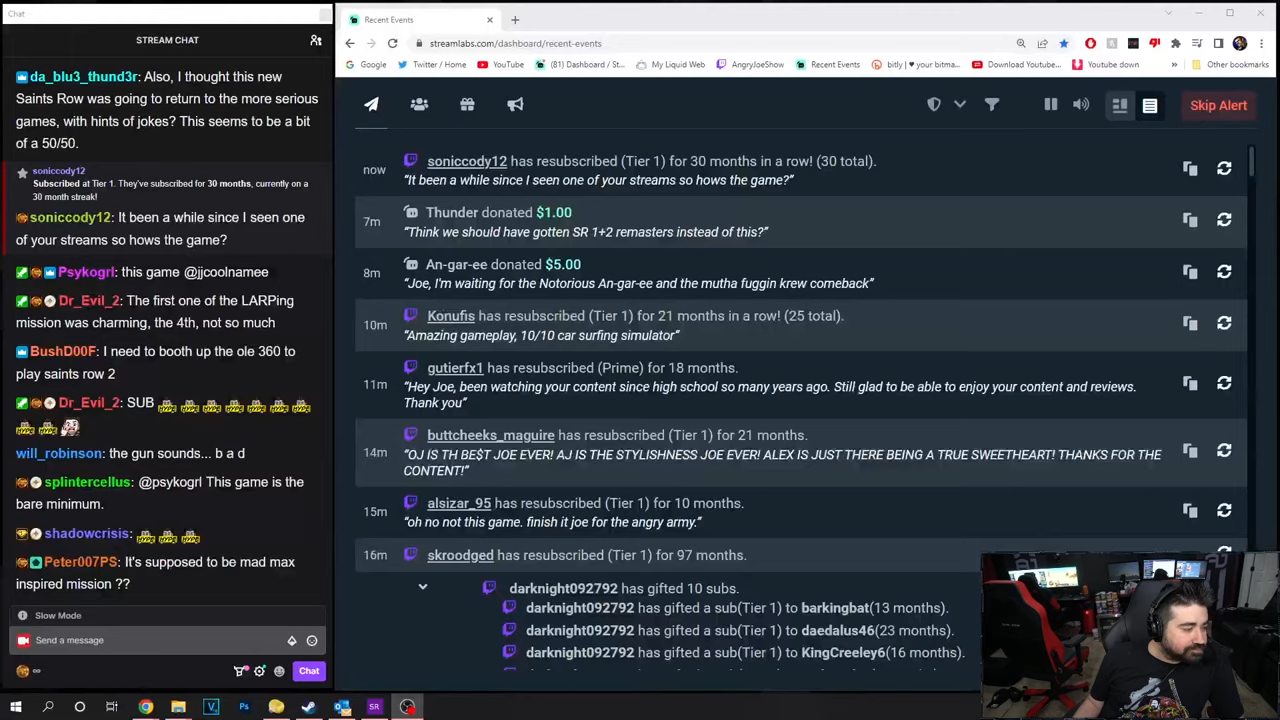 Chat
STREAM CHAT
da_blu3_thund3r: Also, I thought this new
Saints Row was going to return to the more serious
games, with hints of jokes? This seems to be a bit
of a 50/50.
soniccody12
Subscribed at Tier 1. They've subscribed for 30 months, currently on a
30 month streak!
soniccody12: It been a while since I seen one
of your streams so hows the game?
Psykogrl: this game @jjcoolnamee
Dr_Evil_2: The first one of the LARPing
mission was charming, the 4th, not so much
BushD00F: I need to booth up the ole 360 to
play saints row 2
Dr_Evil_2: SUB
will_robinson: the gun sounds... b a d
splintercellus: @psykogrl This game is the
bare minimum.
shadowcrisis:
Peter007PS: It's supposed to be mad max
inspired mission ??
Slow Mode
Send a message
Chat
Recent Events
streamlabs.com/dashboard/recent-events
Google
Twitter / Home
YouTube
(81) Dashboard / St...
My Liquid Web
AngryJoeShow
Recent Events
bitly | ♥ your bitma...
Download Youtube...
Youtube down
Other bookmarks
Skip Alert
now
soniccody12 has resubscribed (Tier 1) for 30 months in a row! (30 total).
"It been a while since I seen one of your streams so hows the game?"
7m
Thunder donated $1.00
"Think we should have gotten SR 1+2 remasters instead of this?"
8m
An-gar-ee donated $5.00
"Joe, I'm waiting for the Notorious An-gar-ee and the mutha fuggin krew comeback"
10m
Konufis has resubscribed (Tier 1) for 21 months in a row! (25 total).
"Amazing gameplay, 10/10 car surfing simulator"
11m
gutierfx1 has resubscribed (Prime) for 18 months.
"Hey Joe, been watching your content since high school so many years ago. Still glad to be able to enjoy your content and reviews.
Thank you"
14m
buttcheeks_maguire has resubscribed (Tier 1) for 21 months.
"OJ IS TH BE$T JOE EVER! AJ IS THE STYLISHNESS JOE EVER! ALEX IS JUST THERE BEING A TRUE SWEETHEART! THANKS FOR THE
CONTENT!"
15m
alsizar_95 has resubscribed (Tier 1) for 10 months.
"oh no not this game. finish it joe for the angry army."
16m
skroodged has resubscribed (Tier 1) for 97 months.
darknight092792 has gifted 10 subs.
darknight092792 has gifted a sub(Tier 1) to barkingbat(13 months).
darknight092792 has gifted a sub(Tier 1) to daedalus46(23 months).
darknight092792 has gifted a sub(Tier 1) to KingCreeley6(16 months).